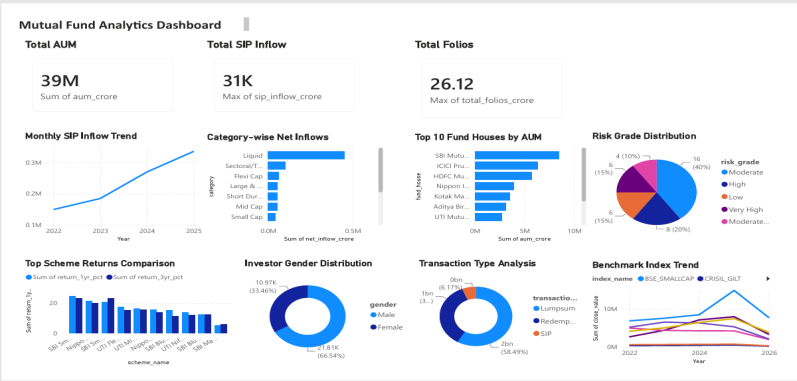 Mutual Fund Analytics Dashboard
Total AUM
39M
Sum of aum_crore
Total SIP Inflow
31K
Max of sip_inflow_crore
Total Folios
26.12
Max of total_folios_crore
Monthly SIP Inflow Trend
0.3M
0.2M
0.1M
2022 2023 2024 2025
Year
Category-wise Net Inflows
category
Liquid
Sectoral/T...
Flexi Cap
Large & ...
Short Dur...
Mid Cap
Small Cap
0.0M 0.5M
Sum of net_inflow_crore
Top 10 Fund Houses by AUM
fund_house
SBI Mutu...
ICICI Pru...
HDFC Mu...
Nippon I...
Kotak Ma...
Aditya Bir...
UTI Mutu...
0M 5M 10M
Sum of aum_crore
Risk Grade Distribution
4 (10%)
6
(15%)
6
(15%)
16
(40%)
8 (20%)
risk_grade
Moderate
High
Low
Very High
Moderate...
Top Scheme Returns Comparison
Sum of return_1yr_pct Sum of return_3yr_pct
Sum of return_1y...
20
0
SBI Sm... Nippo... SBI Sm... UTI Fle... UTI Mi... Nippo... SBI Blu... UTI Nif... SBI Blu... SBI Ma...
scheme_name
Investor Gender Distribution
10.97K
(33.46%)
21.81K
(66.54%)
gender
Male
Female
Transaction Type Analysis
0bn
(6.17%)
1bn
(3...)
2bn
(58.49%)
transactio...
Lumpsum
Redemp...
SIP
Benchmark Index Trend
index_name BSE_SMALLCAP CRISIL_GILT
Sum of close_value
10M
0M
2022 2024 2026
Year